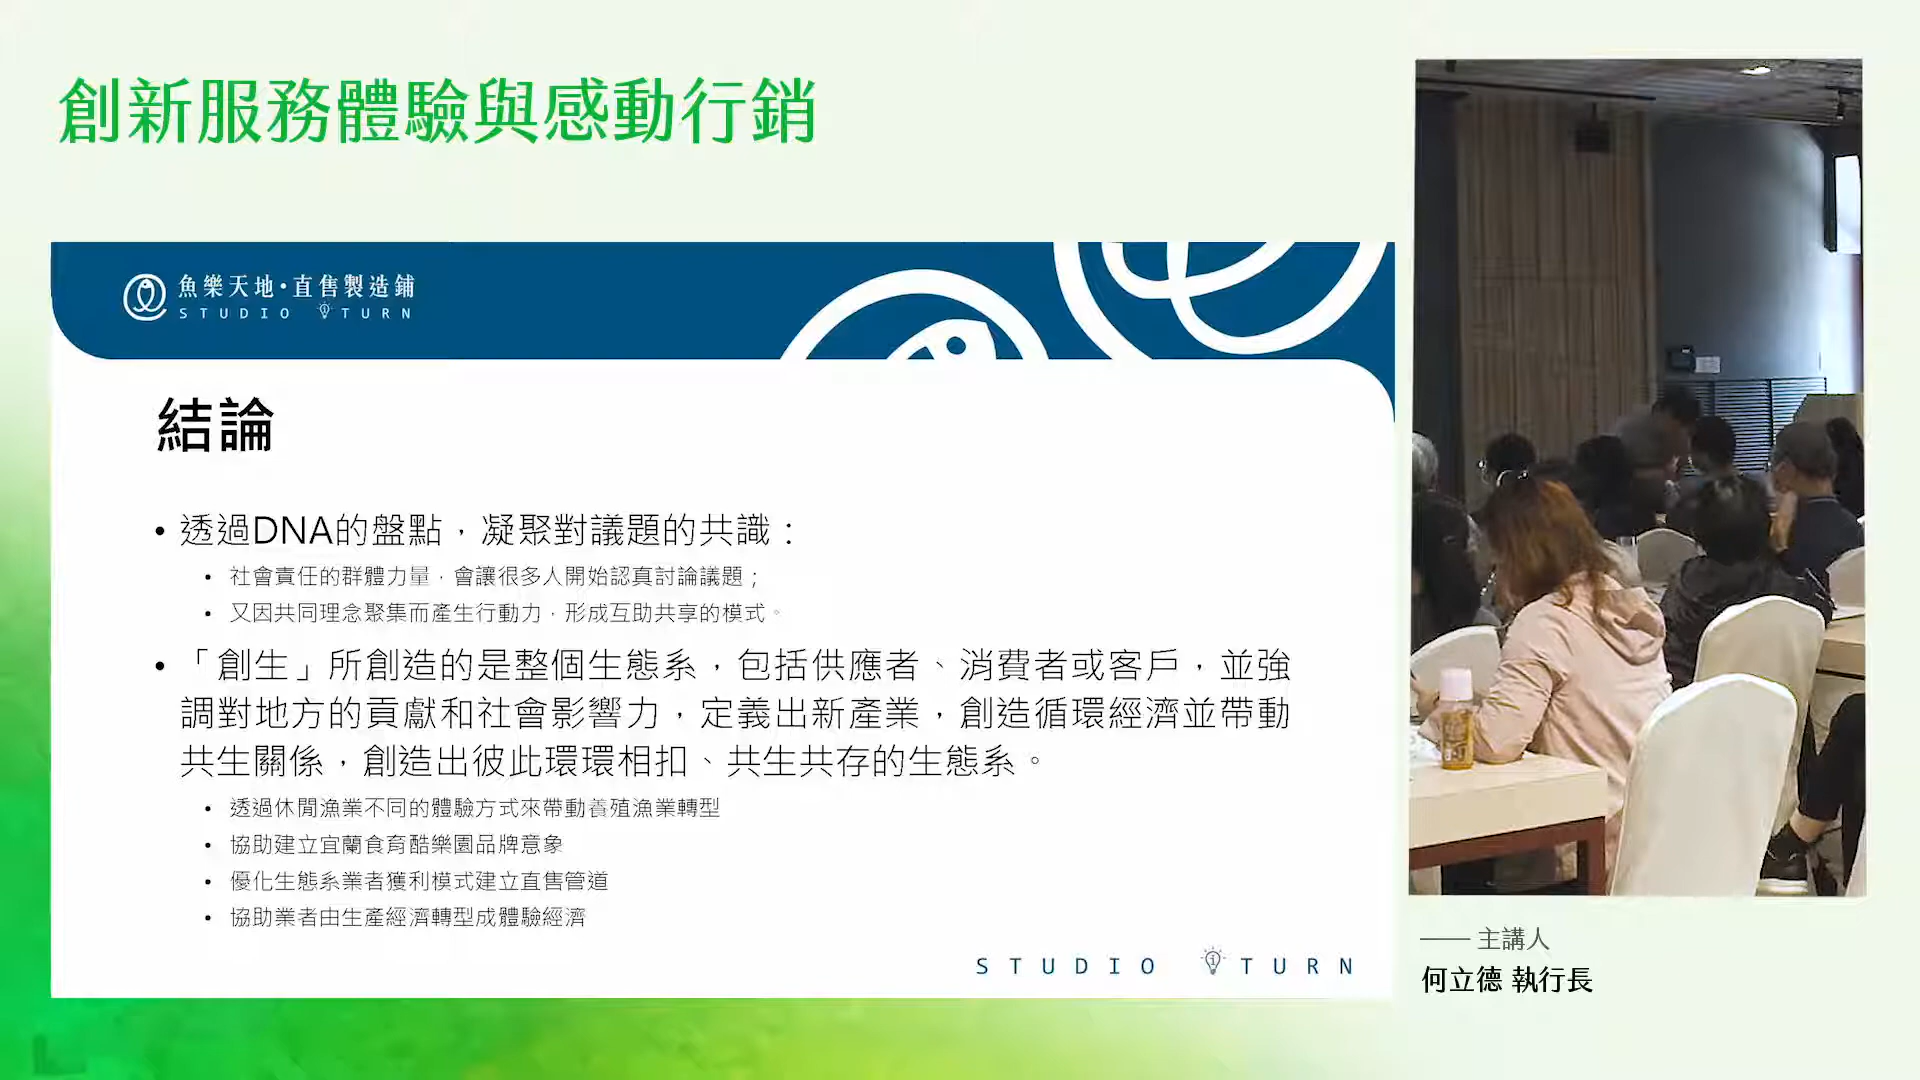 創新服務體驗與感動行銷
魚樂天地•直售製造鋪
STUDIO iTURN
結論
• 透過DNA的盤點，凝聚對議題的共識：
• 社會責任的群體力量，會讓很多人開始認真討論議題；
• 又因共同理念聚集而產生行動力，形成互助共享的模式。
• 「創生」所創造的是整個生態系，包括供應者、消費者或客戶，並強
調對地方的貢獻和社會影響力，定義出新產業，創造循環經濟並帶動
共生關係，創造出彼此環環相扣、共生共存的生態系。
• 透過休閒漁業不同的體驗方式來帶動養殖漁業轉型
• 協助建立宜蘭食育酷樂園品牌意象
• 優化生態系業者獲利模式建立直售管道
• 協助業者由生產經濟轉型成體驗經濟
STUDIO iTURN
—— 主講人
何立德 執行長